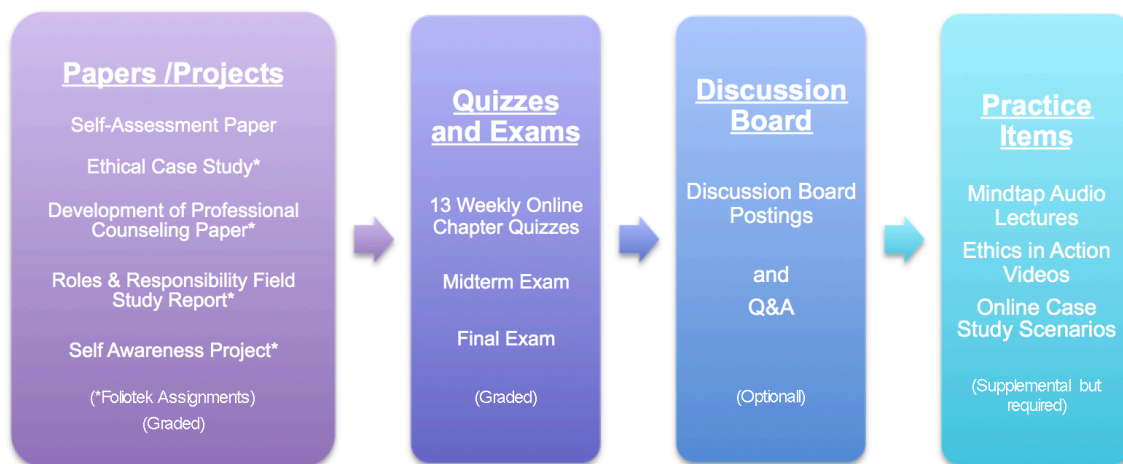 Papers /Projects
Self-Assessment Paper
Ethical Case Study*
Development of Professional
Counseling Paper*
Roles & Responsibility Field
Study Report*
Self Awareness Project*
(*Foliotek Assignments)
(Graded)
Quizzes
and Exams
13 Weekly Online
Chapter Quizzes
Midterm Exam
Final Exam
(Graded)
Discussion
Board
Discussion Board
Postings
and
Q&A
(Optionall)
Practice
Items
Mindtap Audio
Lectures
Ethics in Action
Videos
Online Case
Study Scenarios
(Supplemental but
required)